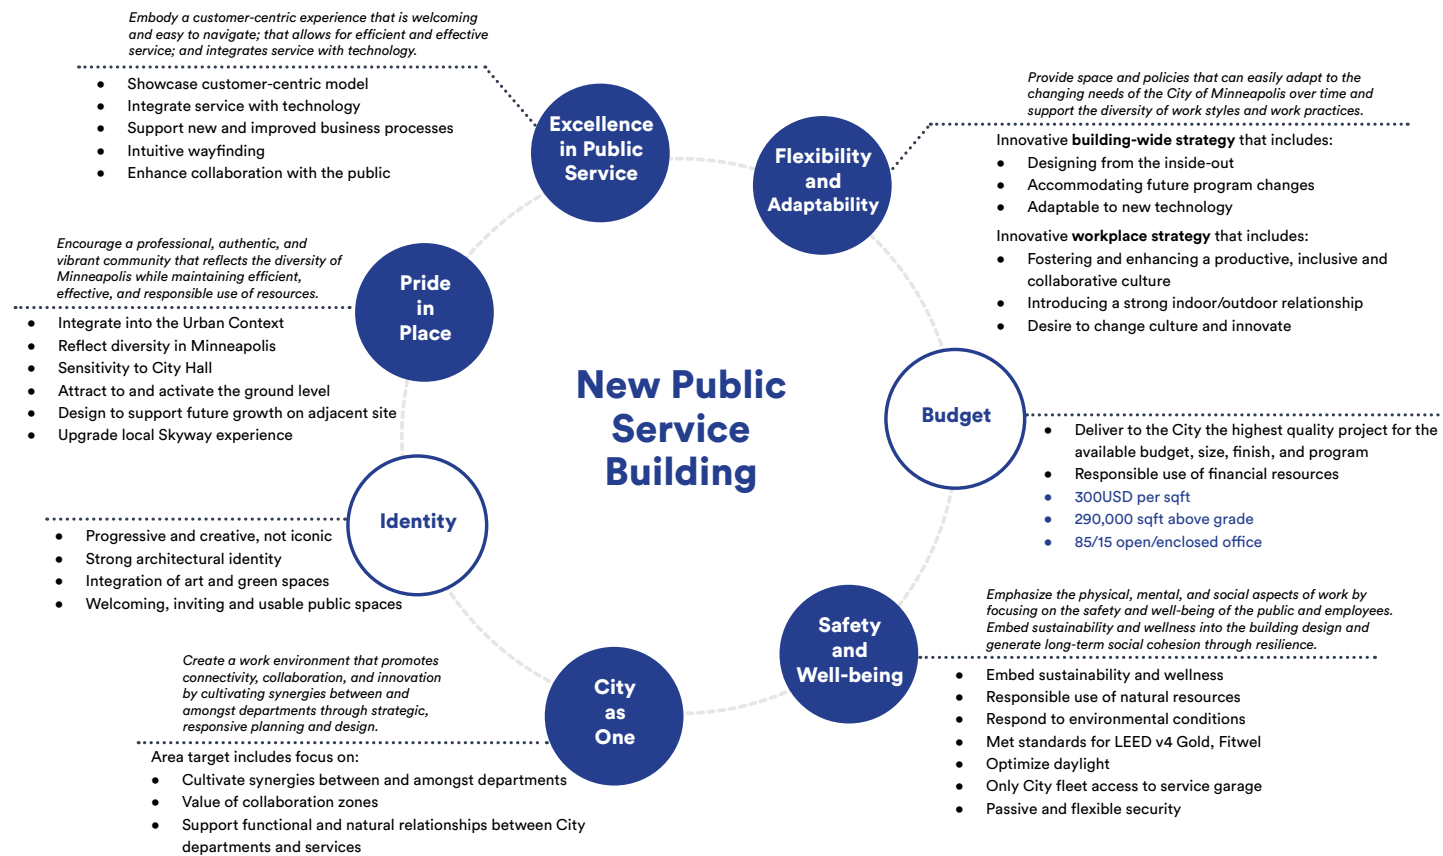 Embody a customer-centric experience that is welcoming
and easy to navigate; that allows for efficient and effective
service; and integrates service with technology.
● Showcase customer-centric model
● Integrate service with technology
● Support new and improved business processes
● Intuitive wayfinding
● Enhance collaboration with the public
Excellence
in Public
Service
Provide space and policies that can easily adapt to the
changing needs of the City of Minneapolis over time and
support the diversity of work styles and work practices.
Flexibility
and
Adaptability
Innovative building-wide strategy that includes:
● Designing from the inside-out
● Accommodating future program changes
● Adaptable to new technology
Innovative workplace strategy that includes:
● Fostering and enhancing a productive, inclusive and
collaborative culture
● Introducing a strong indoor/outdoor relationship
● Desire to change culture and innovate
Encourage a professional, authentic, and
vibrant community that reflects the diversity of
Minneapolis while maintaining efficient,
effective, and responsible use of resources.
Pride
in
Place
● Integrate into the Urban Context
● Reflect diversity in Minneapolis
● Sensitivity to City Hall
● Attract to and activate the ground level
● Design to support future growth on adjacent site
● Upgrade local Skyway experience
New Public
Service
Building
Budget
● Deliver to the City the highest quality project for the
available budget, size, finish, and program
● Responsible use of financial resources
● 300USD per sqft
● 290,000 sqft above grade
● 85/15 open/enclosed office
Identity
● Progressive and creative, not iconic
● Strong architectural identity
● Integration of art and green spaces
● Welcoming, inviting and usable public spaces
Emphasize the physical, mental, and social aspects of work by
focusing on the safety and well-being of the public and employees.
Embed sustainability and wellness into the building design and
generate long-term social cohesion through resilience.
Safety
and
Well-being
● Embed sustainability and wellness
● Responsible use of natural resources
● Respond to environmental conditions
● Met standards for LEED v4 Gold, Fitwel
● Optimize daylight
● Only City fleet access to service garage
● Passive and flexible security
Create a work environment that promotes
connectivity, collaboration, and innovation
by cultivating synergies between and
amongst departments through strategic,
responsive planning and design.
City
as
One
Area target includes focus on:
● Cultivate synergies between and amongst departments
● Value of collaboration zones
● Support functional and natural relationships between City
departments and services